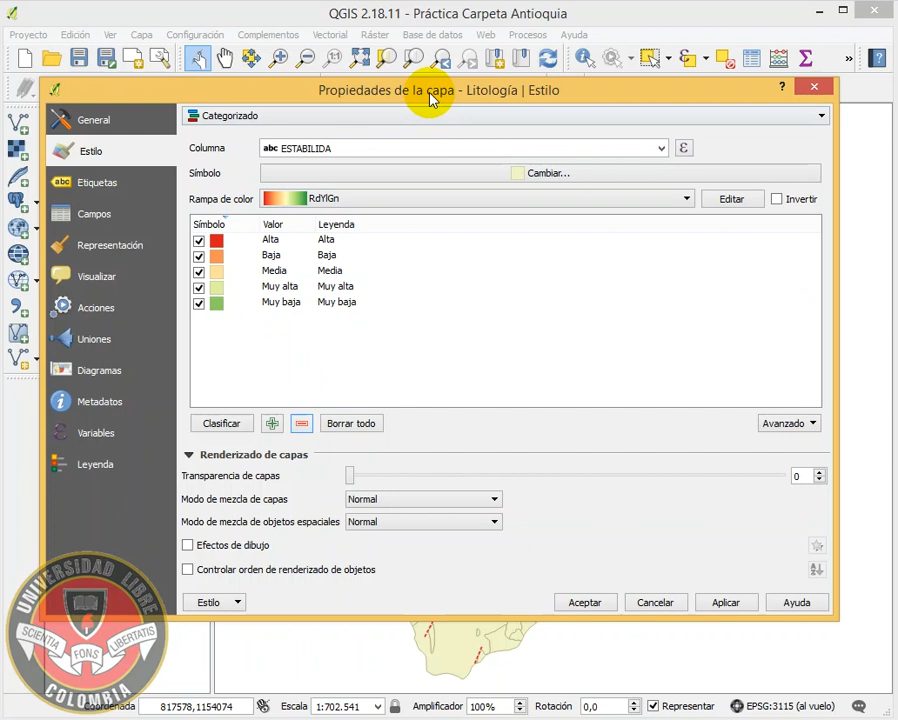 QGIS 2.18.11 - Práctica Carpeta Antioquia
Proyecto Edición Ver Capa Configuración Complementos Vectorial Ráster Base de datos Web Procesos Ayuda
Propiedades de la capa - Litología | Estilo
General
Estilo
Etiquetas
Campos
Representación
Visualizar
Acciones
Uniones
Diagramas
Metadatos
Variables
Leyenda
Categorizado
Columna abc ESTABILIDA
Símbolo Cambiar...
Rampa de color RdYlGn Editar Invertir
Símbolo Valor Leyenda
Alta Alta
Baja Baja
Media Media
Muy alta Muy alta
Muy baja Muy baja
Clasificar Borrar todo Avanzado
Renderizado de capas
Transparencia de capas 0
Modo de mezcla de capas Normal
Modo de mezcla de objetos espaciales Normal
Efectos de dibujo
Controlar orden de renderizado de objetos
Estilo Aceptar Cancelar Aplicar Ayuda
UNIVERSIDAD LIBRE
SCIENTIA FONS LIBERTATIS
COLOMBIA
Coordenada 817578,1154074 Escala 1:702.541 Amplificador 100% Rotación 0,0 Representar EPSG:3115 (al vuelo)